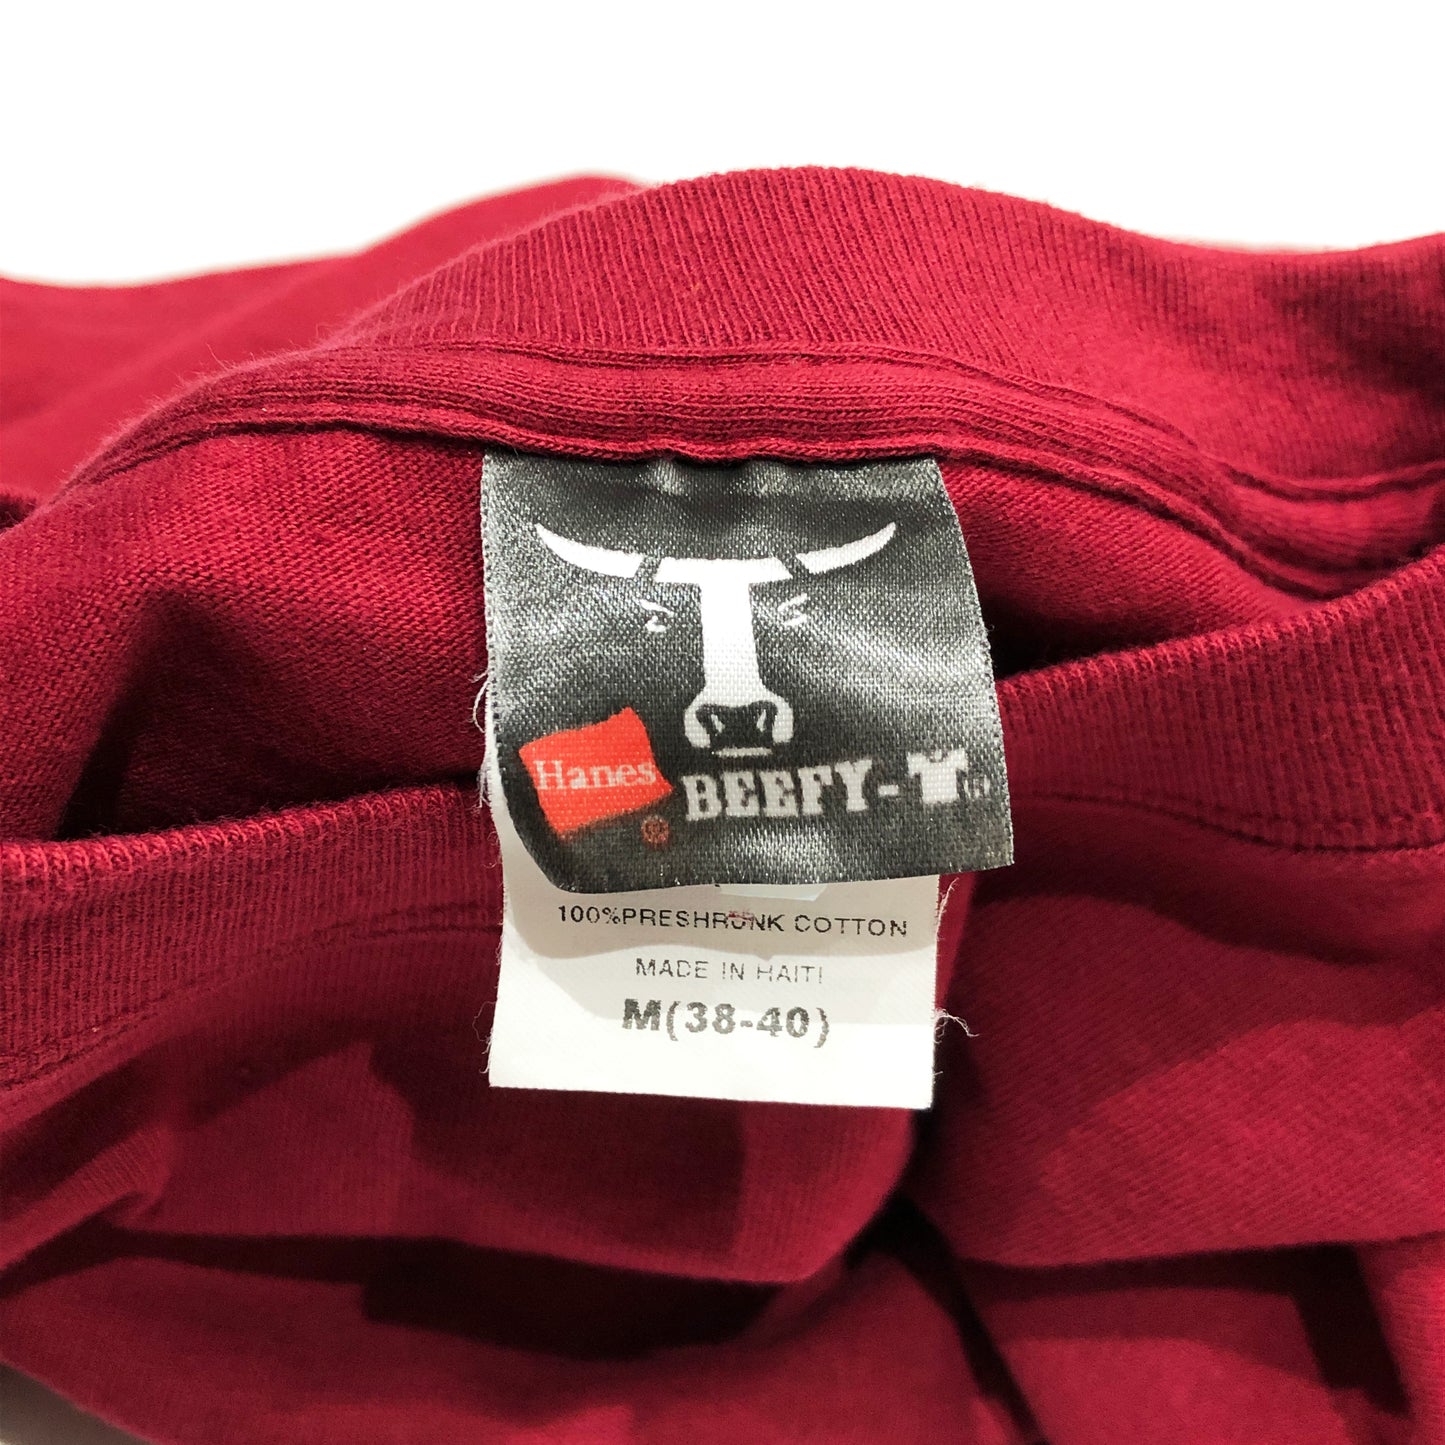 Hanes
®
BEEFY-T®
100%PRESHRUNK COTTON
MADE IN HAITI
M(38-40)